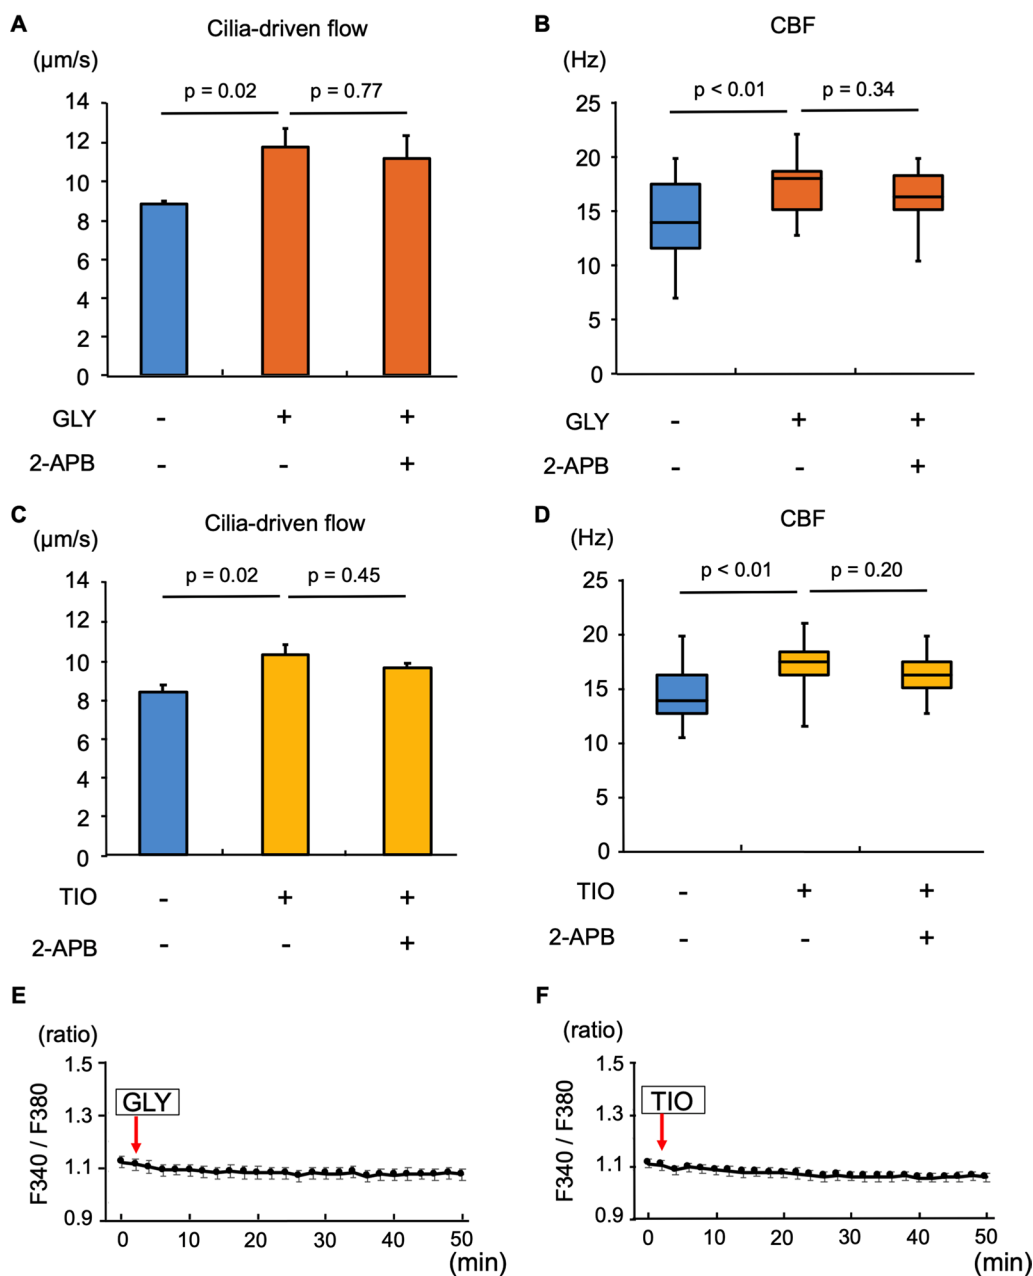 A
Cilia-driven flow
(µm/s)
p = 0.02 p = 0.77
14
12
10
8
6
4
2
0
GLY - + +
2-APB - - +
B
CBF
(Hz)
p < 0.01 p = 0.34
25
20
15
10
5
0
GLY - + +
2-APB - - +
C
Cilia-driven flow
(µm/s)
p = 0.02 p = 0.45
14
12
10
8
6
4
2
0
TIO - + +
2-APB - - +
D
CBF
(Hz)
p < 0.01 p = 0.20
25
20
15
10
5
0
TIO - + +
2-APB - - +
E
(ratio)
F340 / F380
1.5
1.3
1.1
0.9
GLY
0 10 20 30 40 50
(min)
F
(ratio)
F340 / F380
1.5
1.3
1.1
0.9
TIO
0 10 20 30 40 50
(min)